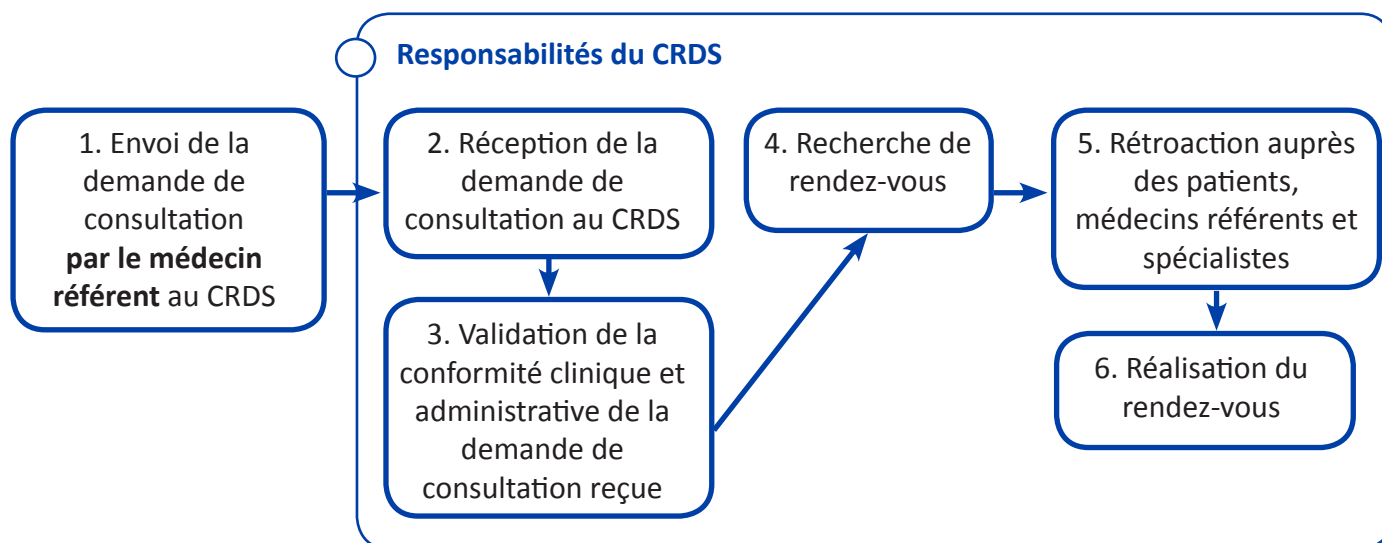 Responsabilités du CRDS
1. Envoi de la
demande de
consultation
par le médecin
référent au CRDS
2. Réception de la
demande de
consultation au CRDS
3. Validation de la
conformité clinique et
administrative de la
demande de
consultation reçue
4. Recherche de
rendez-vous
5. Rétroaction auprès
des patients,
médecins référents et
spécialistes
6. Réalisation du
rendez-vous